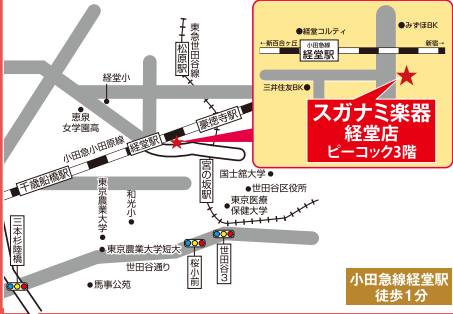 東急世田谷線
松原駅
経堂小
恵泉
女学園高
小田急小田原線
経堂駅
豪徳寺駅
千歳船橋駅
宮の坂駅
国士舘大学
世田谷区役所
東京医療
保健大学
東京農業大学
和光小
三本杉陸橋
東京農業大学短大
世田谷通り
桜小前
世田谷3
馬事公苑
経堂コルティ
みずほBK
←新百合ヶ丘
小田急線
経堂駅
新宿→
三井住友BK
スガナミ楽器
経堂店
ピーコック3階
小田急線経堂駅
徒歩1分